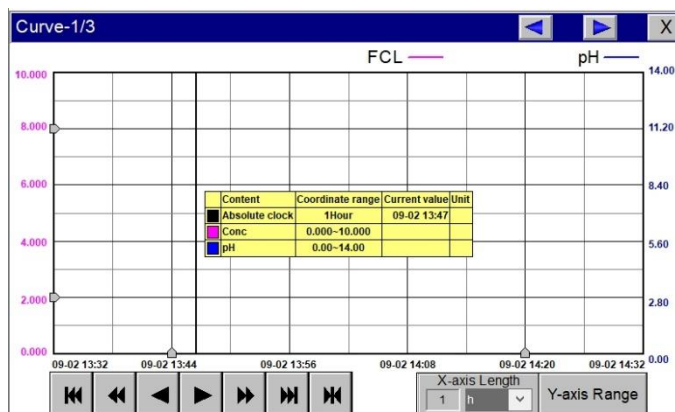 Curve-1/3
X
FCL
pH
10.000
14.00
8.000
11.20
6.000
8.40
Content Coordinate range Current value Unit
Absolute clock 1Hour 09-02 13:47
Conc 0.000~10.000
pH 0.00~14.00
4.000
5.60
2.000
2.80
0.000
0.00
09-02 13:32 09-02 13:44 09-02 13:56 09-02 14:08 09-02 14:20 09-02 14:32
X-axis Length
1 h
Y-axis Range